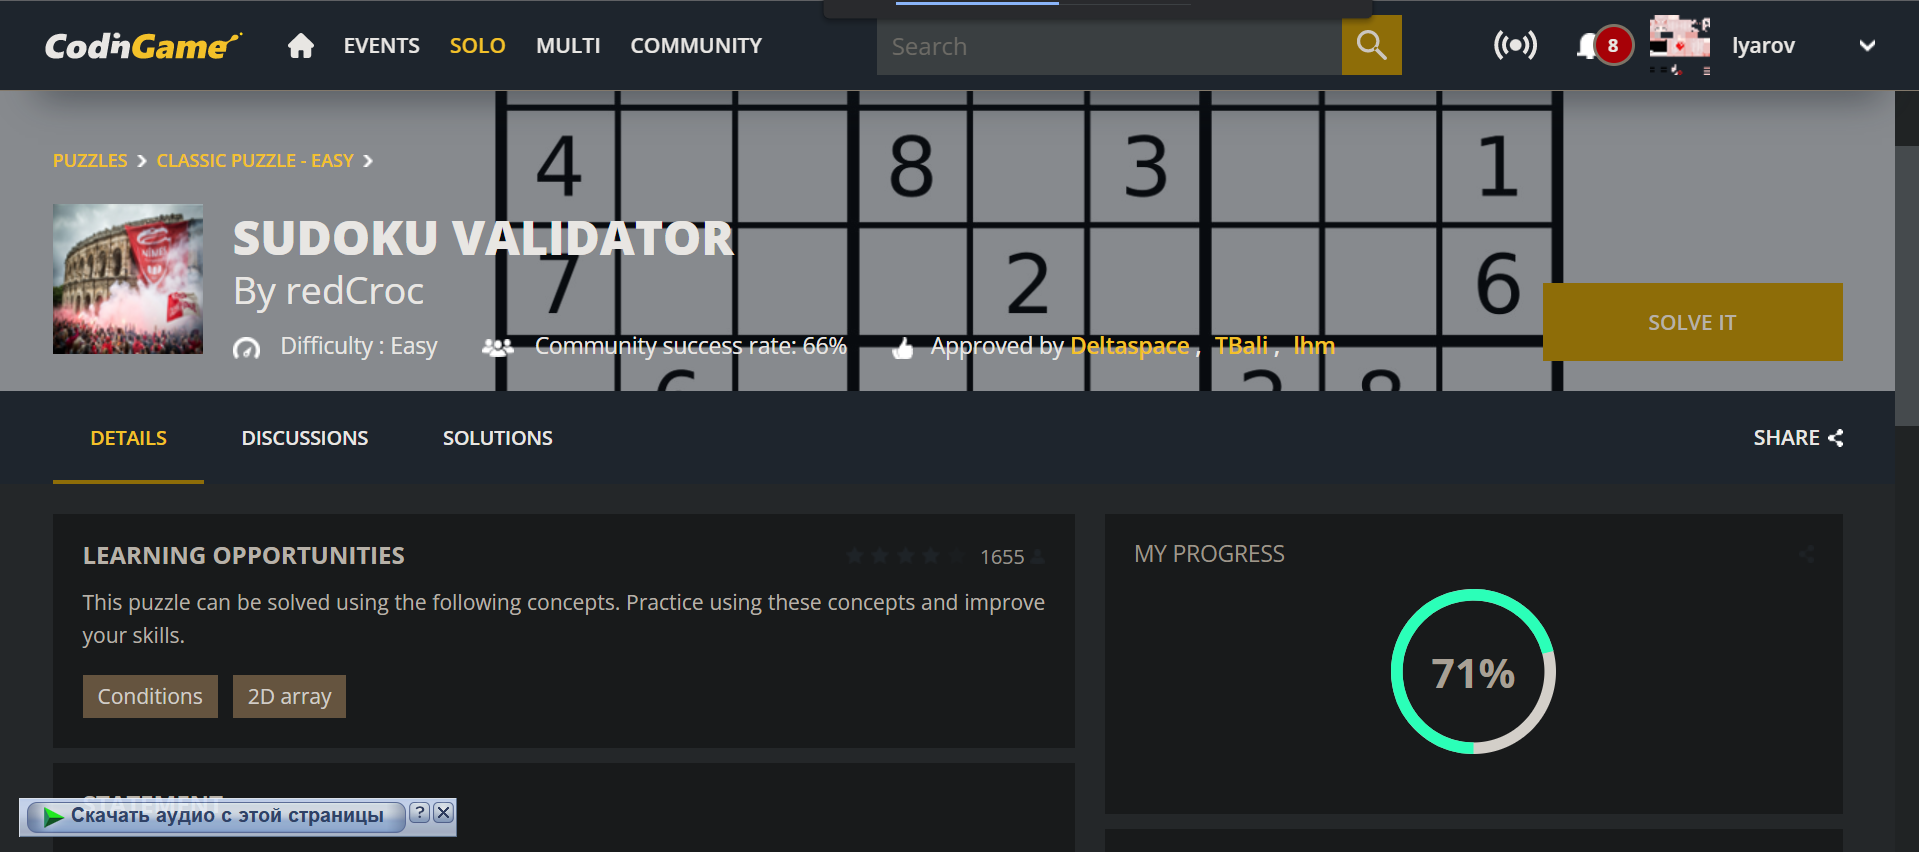 CodinGame
EVENTS
SOLO
MULTI
COMMUNITY
Search
8
lyarov
4 8 3 1
PUZZLES
CLASSIC PUZZLE - EASY
SUDOKU VALIDATOR
7 2 6
By redCroc
SOLVE IT
Difficulty : Easy
Community success rate: 66%
Approved by Deltaspace , TBali , lhm
DETAILS
DISCUSSIONS
SOLUTIONS
SHARE
LEARNING OPPORTUNITIES
1655
This puzzle can be solved using the following concepts. Practice using these concepts and improve
your skills.
Conditions
2D array
MY PROGRESS
71%
STATEMENT
Скачать аудио с этой страницы
?